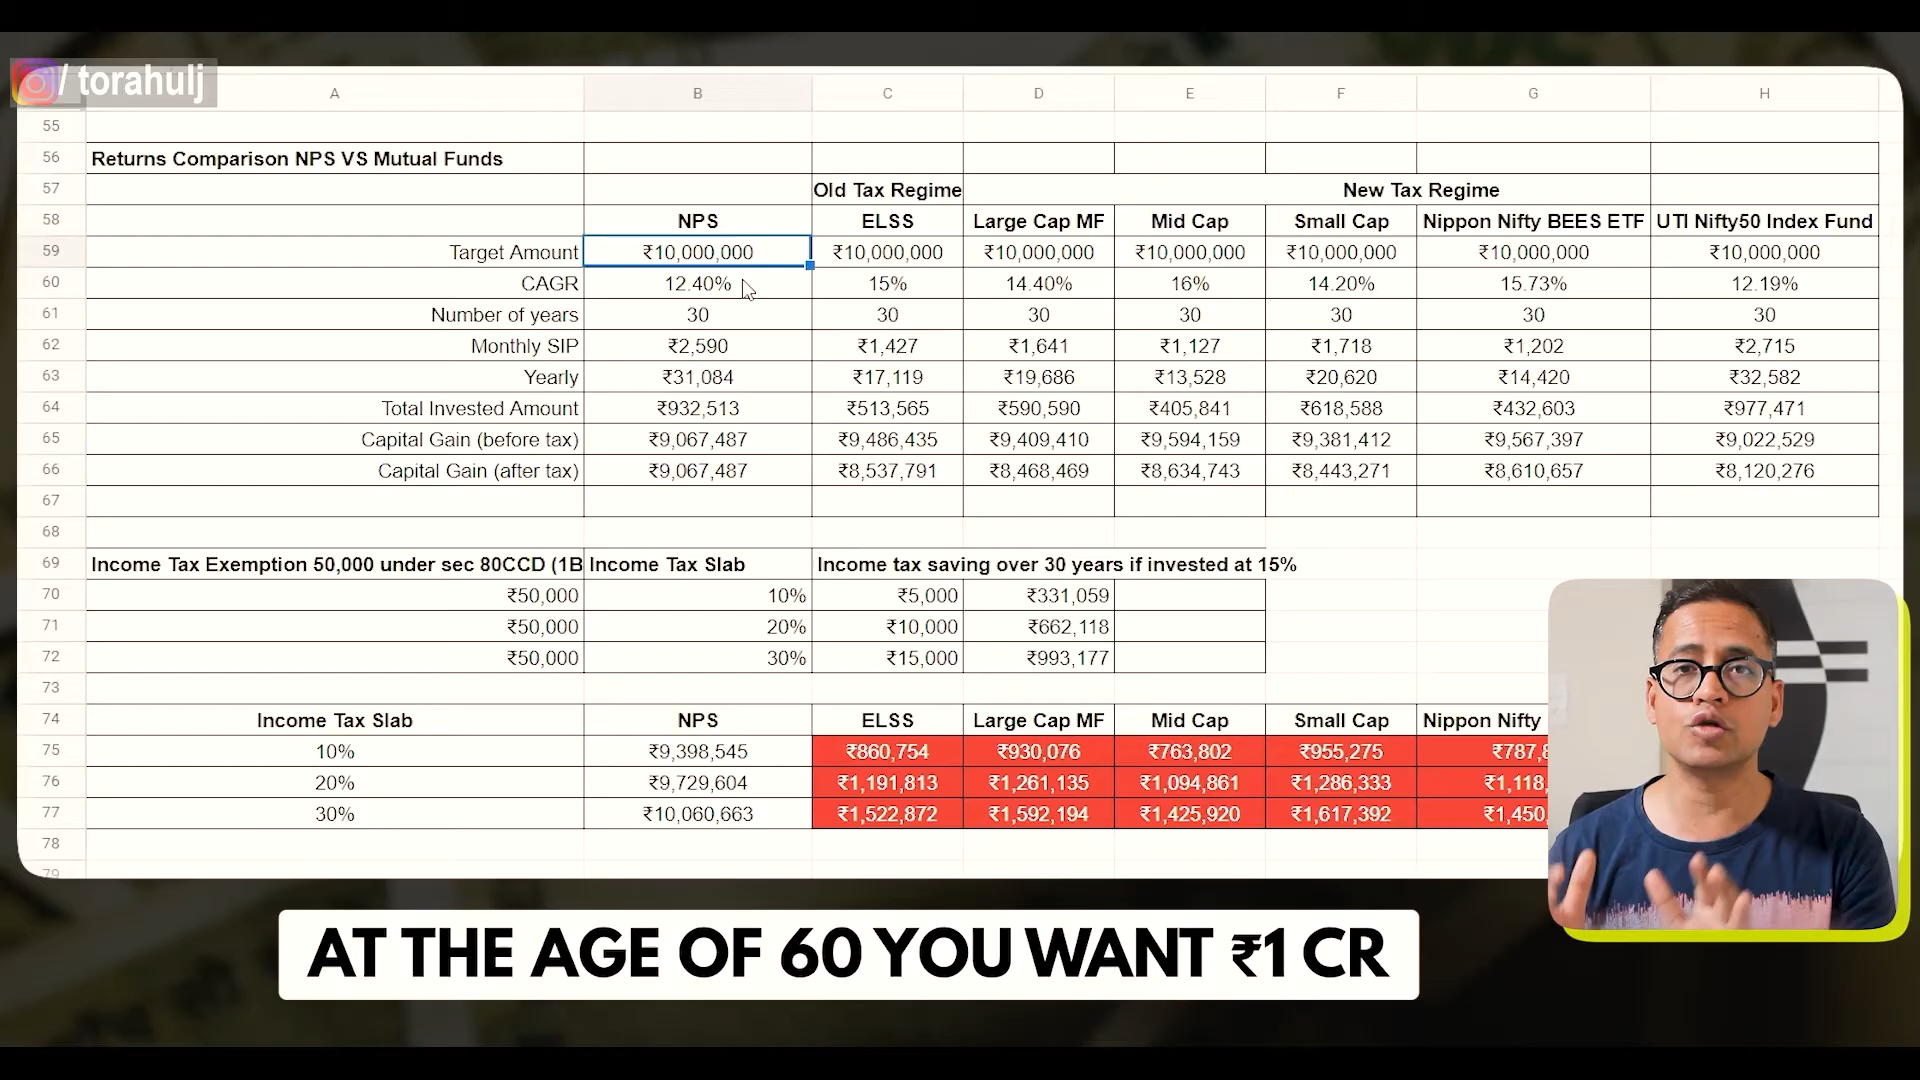 / torahulj
A B C D E F G H
55
56 Returns Comparison NPS VS Mutual Funds
57 Old Tax Regime New Tax Regime
58 NPS ELSS Large Cap MF Mid Cap Small Cap Nippon Nifty BEES ETF UTI Nifty50 Index Fund
59 Target Amount ₹10,000,000 ₹10,000,000 ₹10,000,000 ₹10,000,000 ₹10,000,000 ₹10,000,000 ₹10,000,000
60 CAGR 12.40% 15% 14.40% 16% 14.20% 15.73% 12.19%
61 Number of years 30 30 30 30 30 30 30
62 Monthly SIP ₹2,590 ₹1,427 ₹1,641 ₹1,127 ₹1,718 ₹1,202 ₹2,715
63 Yearly ₹31,084 ₹17,119 ₹19,686 ₹13,528 ₹20,620 ₹14,420 ₹32,582
64 Total Invested Amount ₹932,513 ₹513,565 ₹590,590 ₹405,841 ₹618,588 ₹432,603 ₹977,471
65 Capital Gain (before tax) ₹9,067,487 ₹9,486,435 ₹9,409,410 ₹9,594,159 ₹9,381,412 ₹9,567,397 ₹9,022,529
66 Capital Gain (after tax) ₹9,067,487 ₹8,537,791 ₹8,468,469 ₹8,634,743 ₹8,443,271 ₹8,610,657 ₹8,120,276
67
68
69 Income Tax Exemption 50,000 under sec 80CCD (1B Income Tax Slab Income tax saving over 30 years if invested at 15%
70 ₹50,000 10% ₹5,000 ₹331,059
71 ₹50,000 20% ₹10,000 ₹662,118
72 ₹50,000 30% ₹15,000 ₹993,177
73
74 Income Tax Slab NPS ELSS Large Cap MF Mid Cap Small Cap Nippon Nifty
75 10% ₹9,398,545 ₹860,754 ₹930,076 ₹763,802 ₹955,275 ₹787,8
76 20% ₹9,729,604 ₹1,191,813 ₹1,261,135 ₹1,094,861 ₹1,286,333 ₹1,118,
77 30% ₹10,060,663 ₹1,522,872 ₹1,592,194 ₹1,425,920 ₹1,617,392 ₹1,450,
78
79
AT THE AGE OF 60 YOU WANT ₹1 CR